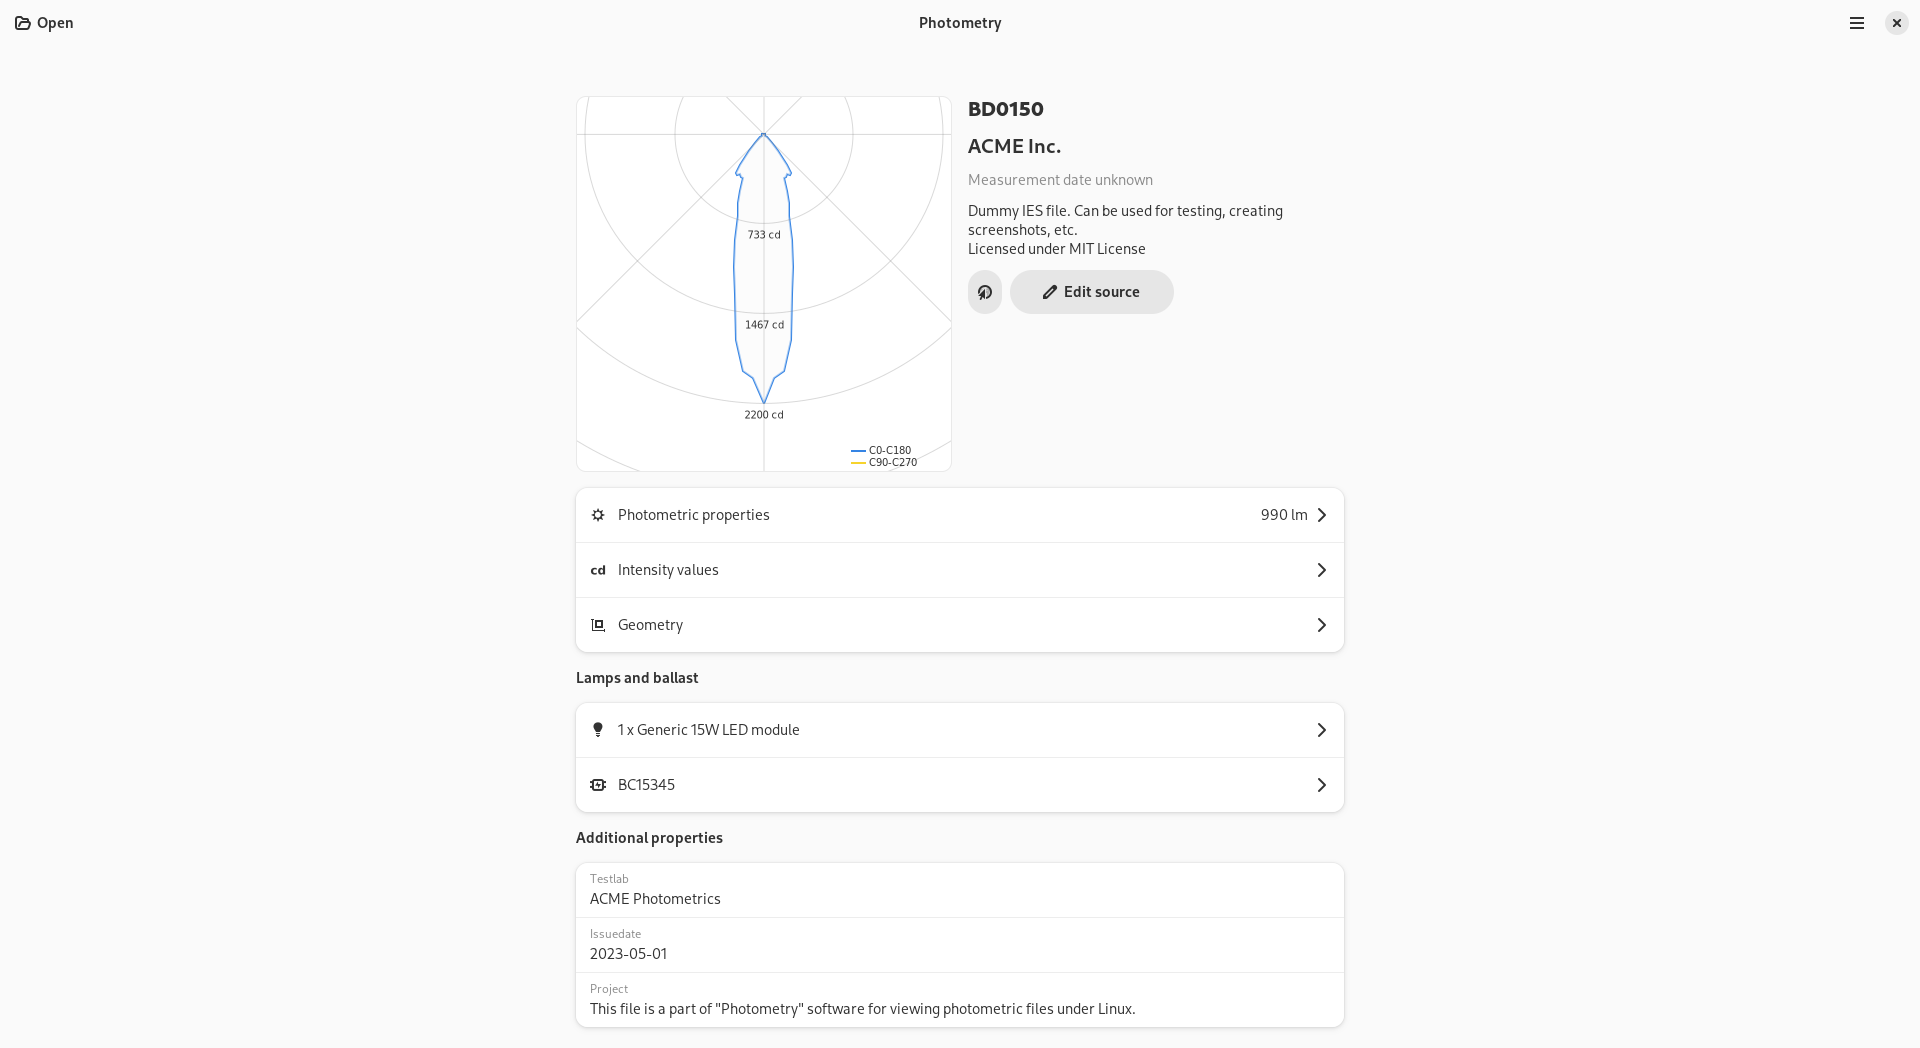 Open
Photometry
733 cd
1467 cd
2200 cd
C0-C180
C90-C270
BD0150
ACME Inc.
Measurement date unknown
Dummy IES file. Can be used for testing, creating
screenshots, etc.
Licensed under MIT License
Edit source
Photometric properties 990 lm
cd Intensity values
Geometry
Lamps and ballast
1 x Generic 15W LED module
BC15345
Additional properties
Testlab
ACME Photometrics
Issuedate
2023-05-01
Project
This file is a part of "Photometry" software for viewing photometric files under Linux.